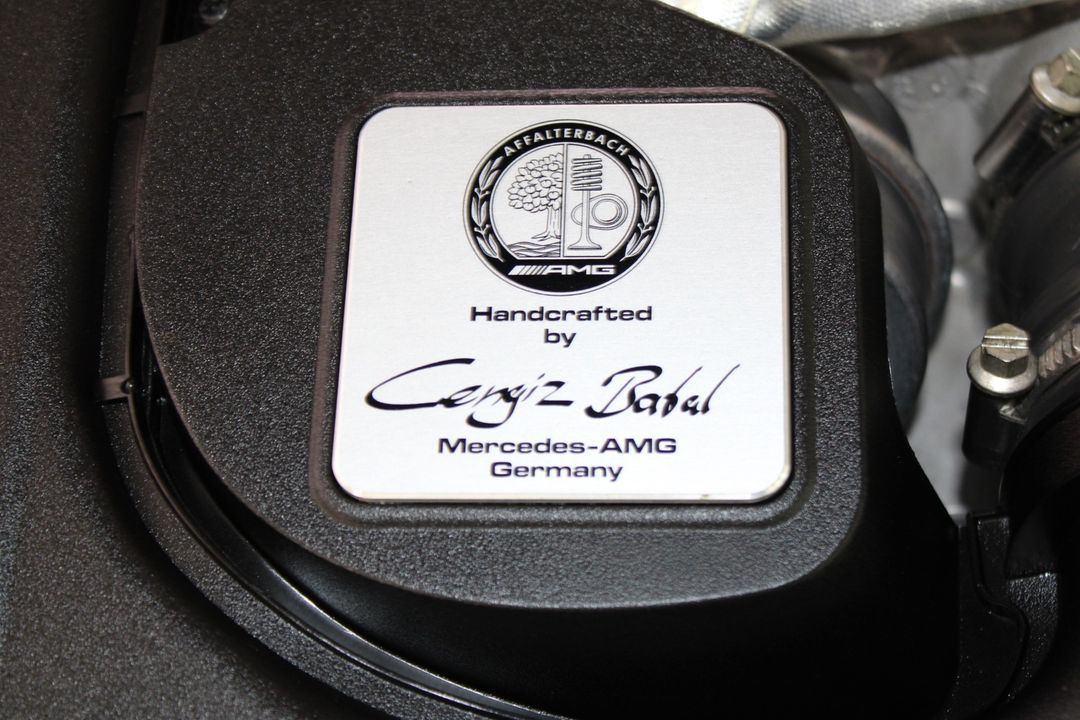 AFFALTERBACH
AMG
Handcrafted
by
Cengiz Babal
Mercedes-AMG
Germany